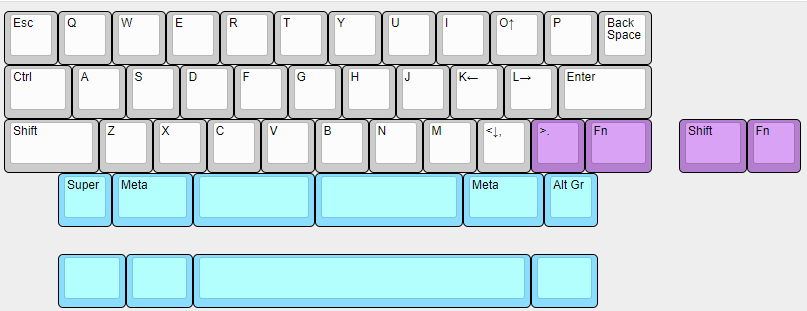 Esc Q W E R T Y U I O↑ P Back
Space
Ctrl A S D F G H J K← L→ Enter
Shift Z X C V B N M <↓, >. Fn Shift Fn
Super Meta Meta Alt Gr